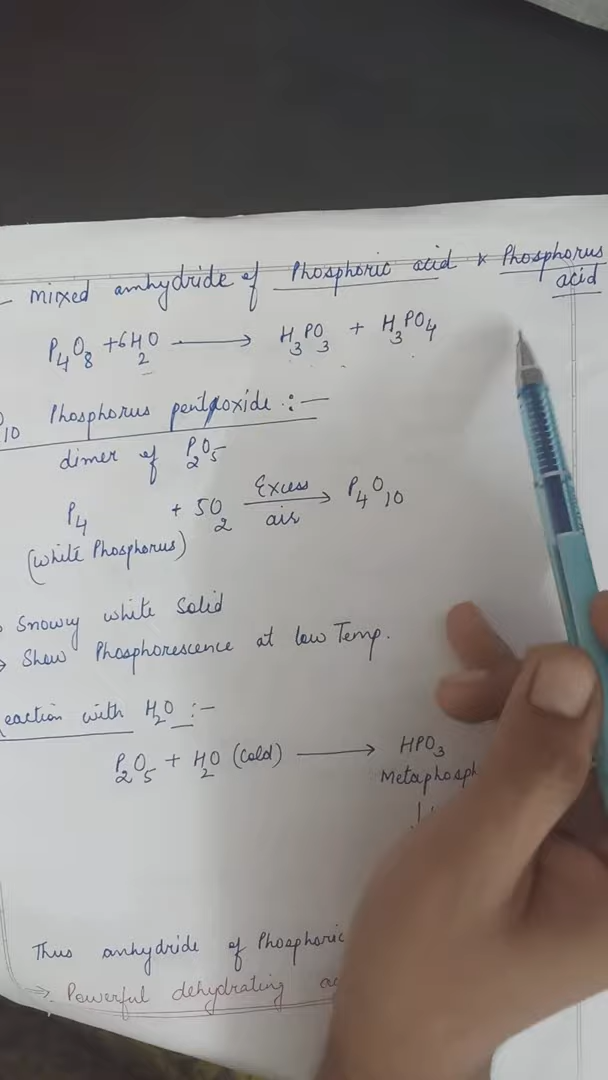 - Mixed anhydride of Phosphoric acid & Phosphorus acid
P₄O₈ + 6H₂O ⟶ H₃PO₃ + H₃PO₄
10 Phosphorus pentoxide :-
dimer of P₂O₅
P₄ + 5O₂ Excess air ⟶ P₄O₁₀
(White Phosphorus)
Snowy white Solid
→ Show Phosphorescence at low Temp.
eaction with H₂O :-
P₂O₅ + H₂O (Cold) ⟶ HPO₃
Metaphosph
Thus anhydride of Phosphoric
→ Powerful dehydrating